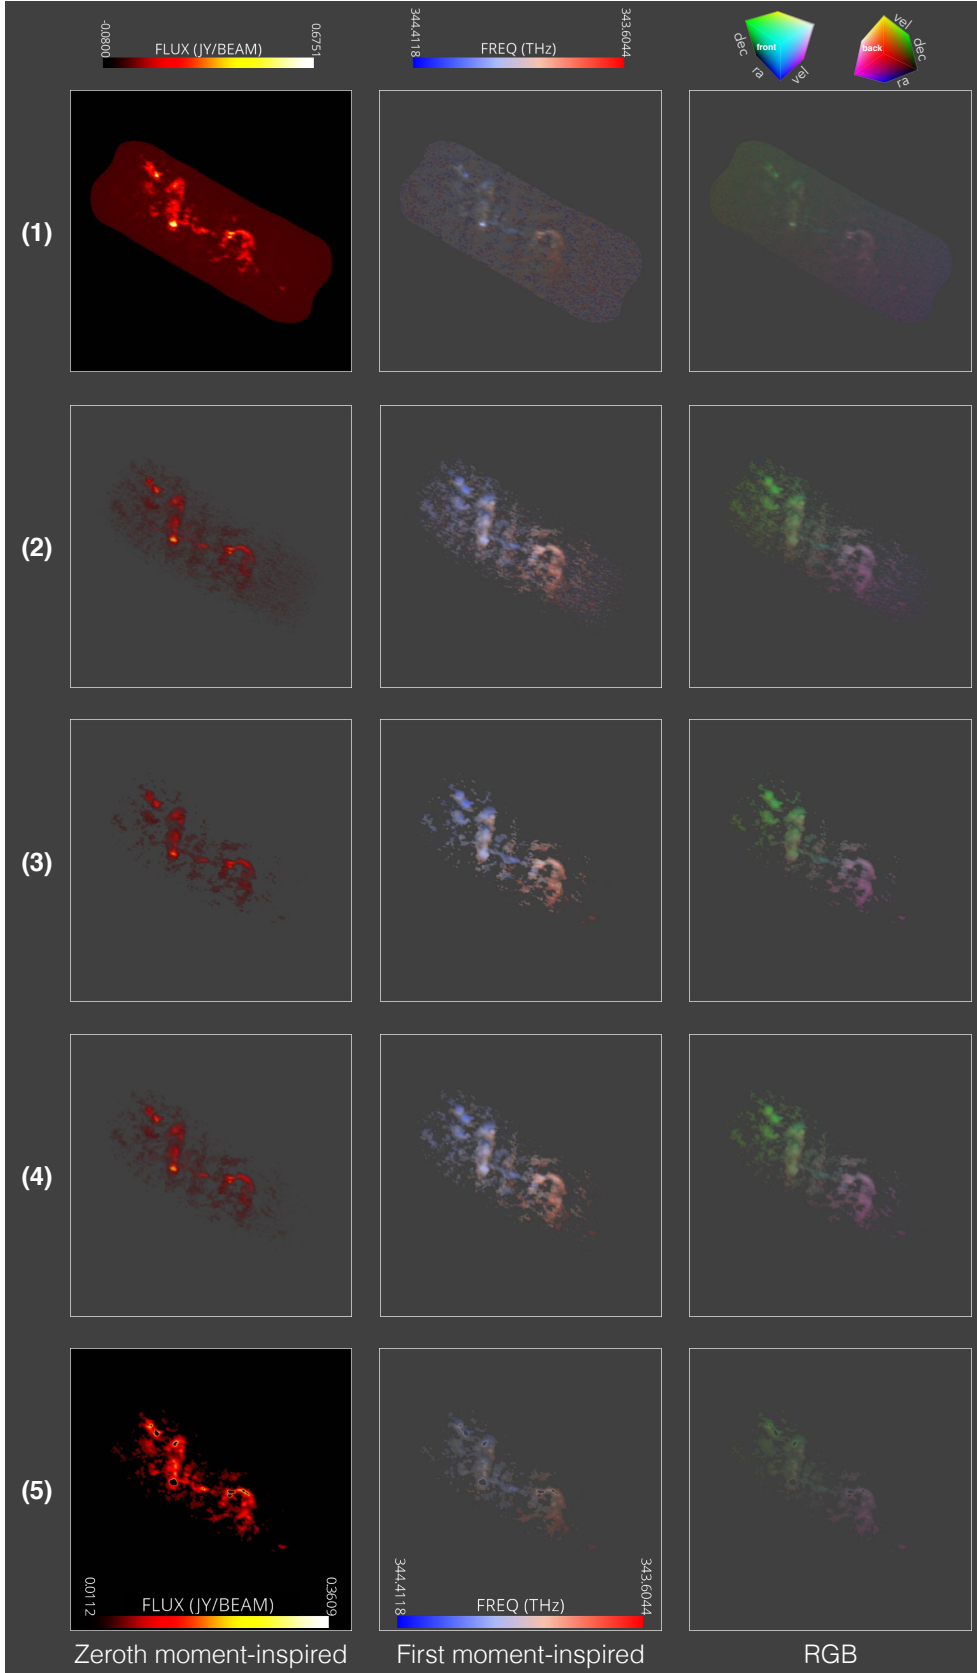 -0.0800
FLUX (JY/BEAM)
0.6751
344.4118
FREQ (THz)
343.6044
dec
front
ra
vel
vel
back
dec
ra
(1)
(2)
(3)
(4)
(5)
0.0112
FLUX (JY/BEAM)
0.3609
344.4118
FREQ (THz)
343.6044
Zeroth moment-inspired
First moment-inspired
RGB